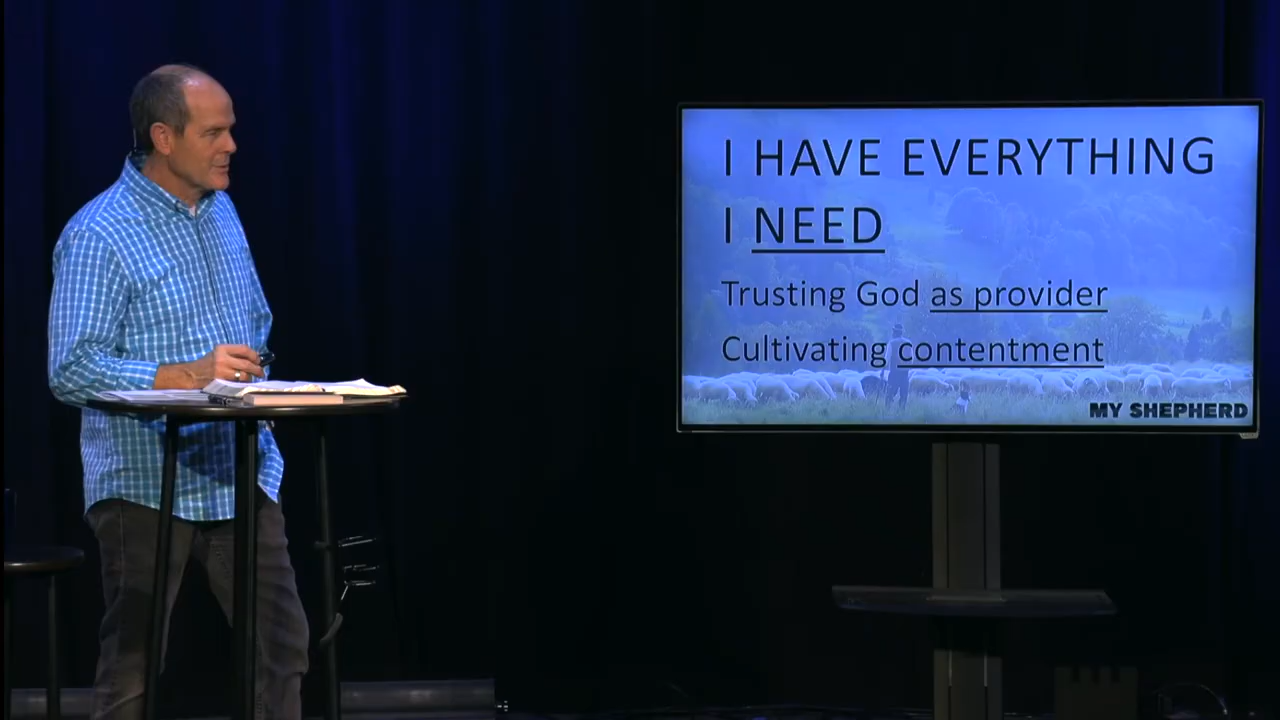 I HAVE EVERYTHING
I NEED
Trusting God as provider
Cultivating contentment
MY SHEPHERD